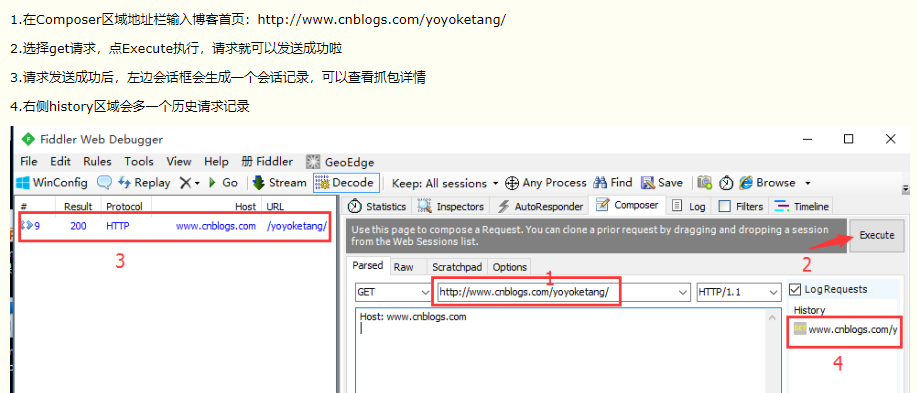 1.在Composer区域地址栏输入博客首页：http://www.cnblogs.com/yoyoketang/
2.选择get请求，点Execute执行，请求就可以发送成功啦
3.请求发送成功后，左边会话框会生成一个会话记录，可以查看抓包详情
4.右侧history区域会多一个历史请求记录
Fiddler Web Debugger
File Edit Rules Tools View Help 册 Fiddler GeoEdge
WinConfig Replay Go Stream Decode Keep: All sessions Any Process Find Save Browse
# Result Protocol Host URL
9 200 HTTP www.cnblogs.com /yoyoketang/
3
Statistics Inspectors AutoResponder Composer Log Filters Timeline
Use this page to compose a Request. You can clone a prior request by dragging and dropping a session
from the Web Sessions list.
Execute
2
Parsed Raw Scratchpad Options
1
GET http://www.cnblogs.com/yoyoketang/ HTTP/1.1
Log Requests
Host: www.cnblogs.com
History
www.cnblogs.com/y
4